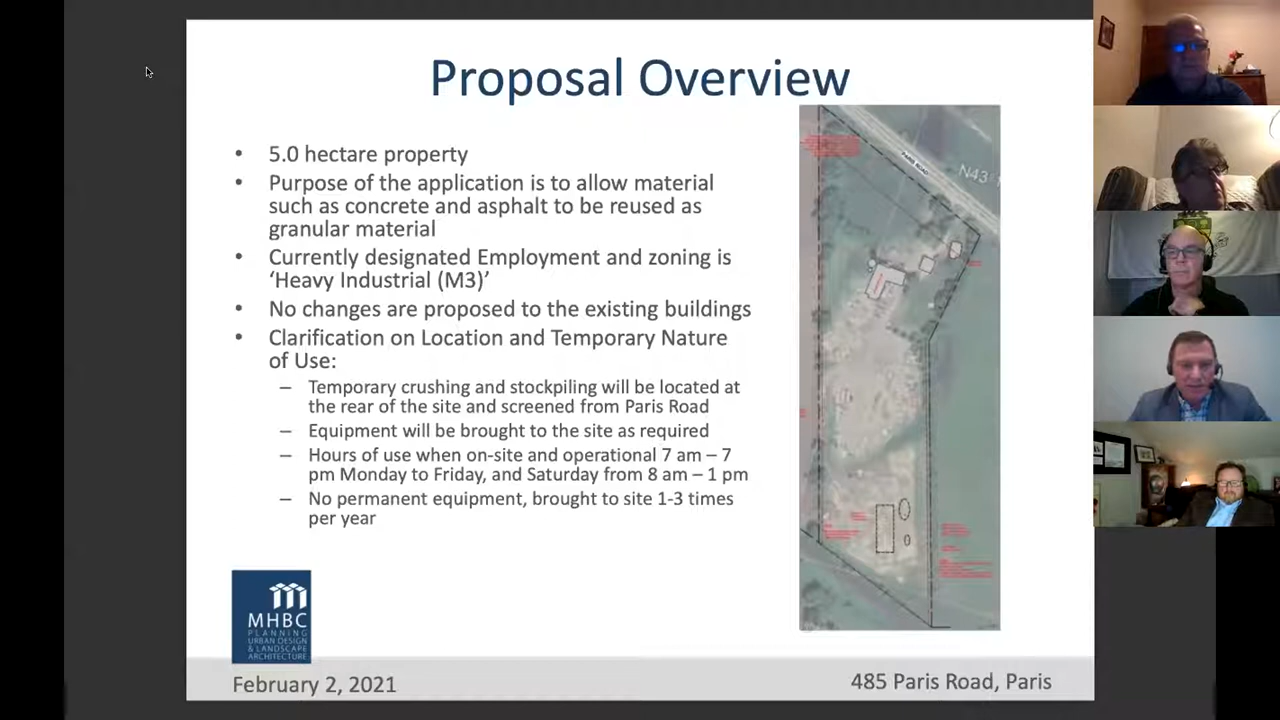 Proposal Overview
• 5.0 hectare property
• Purpose of the application is to allow material
such as concrete and asphalt to be reused as
granular material
• Currently designated Employment and zoning is
‘Heavy Industrial (M3)’
• No changes are proposed to the existing buildings
• Clarification on Location and Temporary Nature
of Use:
– Temporary crushing and stockpiling will be located at
the rear of the site and screened from Paris Road
– Equipment will be brought to the site as required
– Hours of use when on-site and operational 7 am – 7
pm Monday to Friday, and Saturday from 8 am – 1 pm
– No permanent equipment, brought to site 1-3 times
per year
PARIS ROAD
N43
MHBC
PLANNING
URBAN DESIGN
& LANDSCAPE
ARCHITECTURE
February 2, 2021
485 Paris Road, Paris